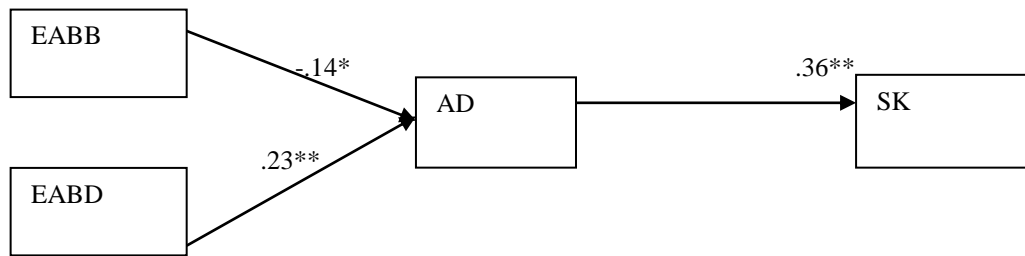 EABB
-.14*
.36**
AD
SK
.23**
EABD